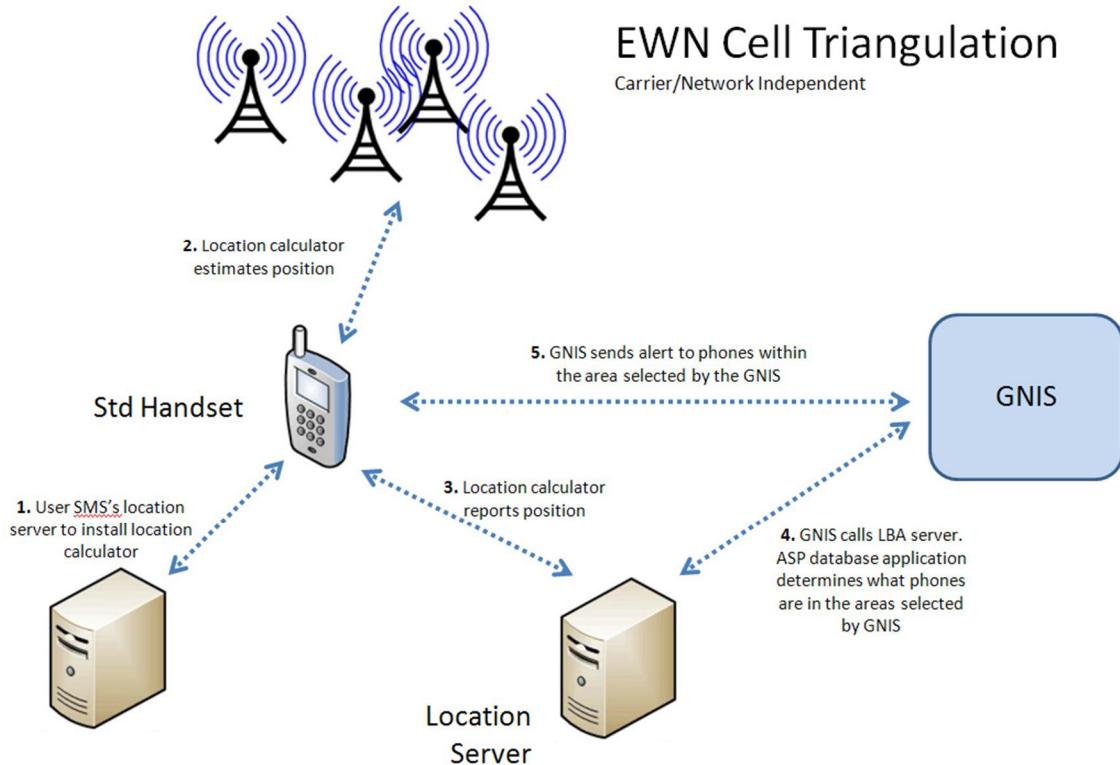 EWN Cell Triangulation
Carrier/Network Independent
2. Location calculator
estimates position
5. GNIS sends alert to phones within
the area selected by the GNIS
GNIS
Std Handset
1. User SMS's location
server to install location
calculator
3. Location calculator
reports position
4. GNIS calls LBA server.
ASP database application
determines what phones
are in the areas selected
by GNIS
Location
Server